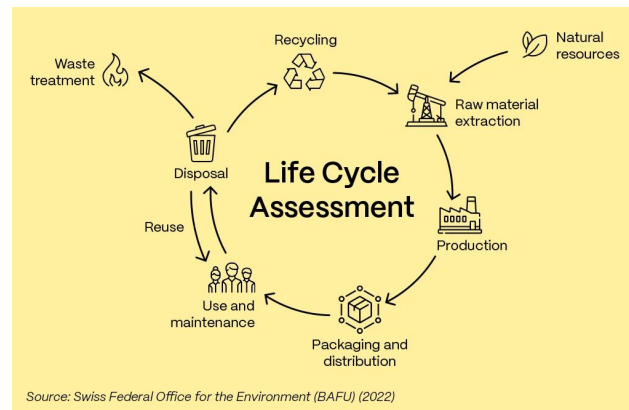 Recycling
Natural
resources
Waste
treatment
Raw material
extraction
Disposal
Life Cycle
Assessment
Reuse
Production
Use and
maintenance
Packaging and
distribution
Source: Swiss Federal Office for the Environment (BAFU) (2022)